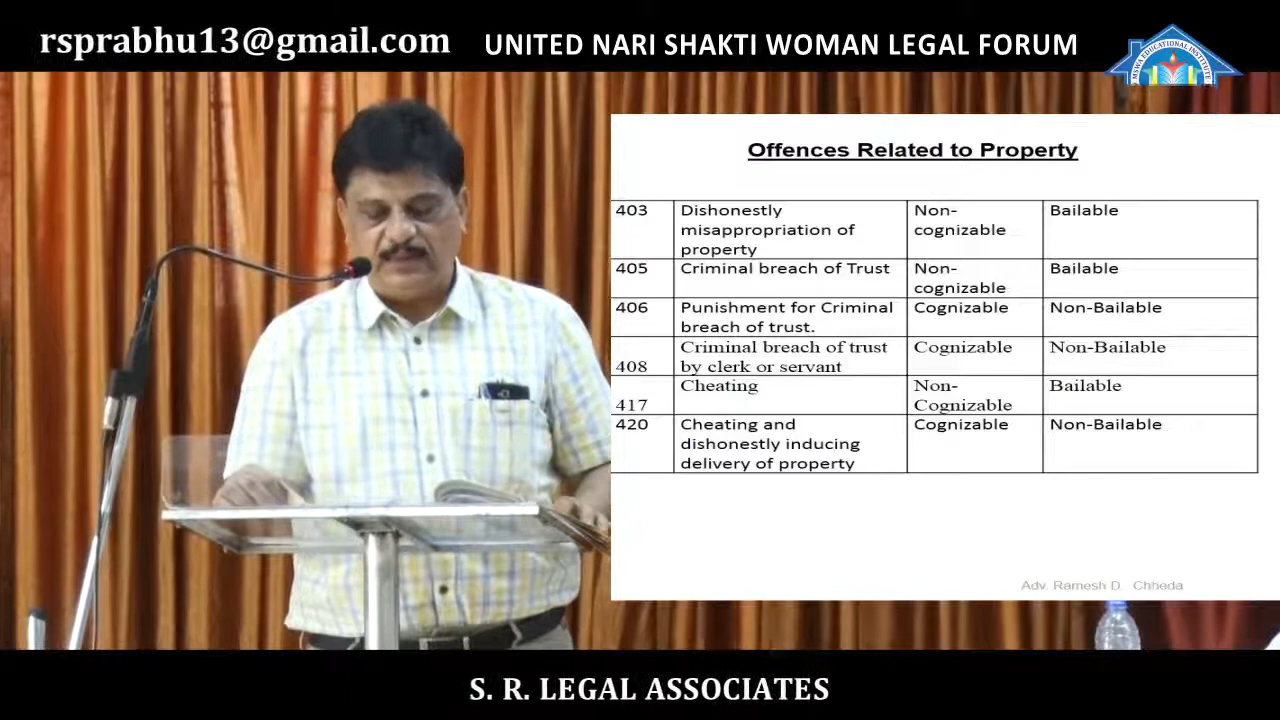 rsprabhu13@gmail.com UNITED NARI SHAKTI WOMAN LEGAL FORUM
MSWA EDUCATIONAL INSTITUTE
Offences Related to Property
403 Dishonestly Non- Bailable
misappropriation of cognizable
property
405 Criminal breach of Trust Non- Bailable
cognizable
406 Punishment for Criminal Cognizable Non-Bailable
breach of trust.
Criminal breach of trust Cognizable Non-Bailable
408 by clerk or servant
Cheating Non- Bailable
417 Cognizable
420 Cheating and Cognizable Non-Bailable
dishonestly inducing
delivery of property
Adv. Ramesh D. Chheda
S. R. LEGAL ASSOCIATES